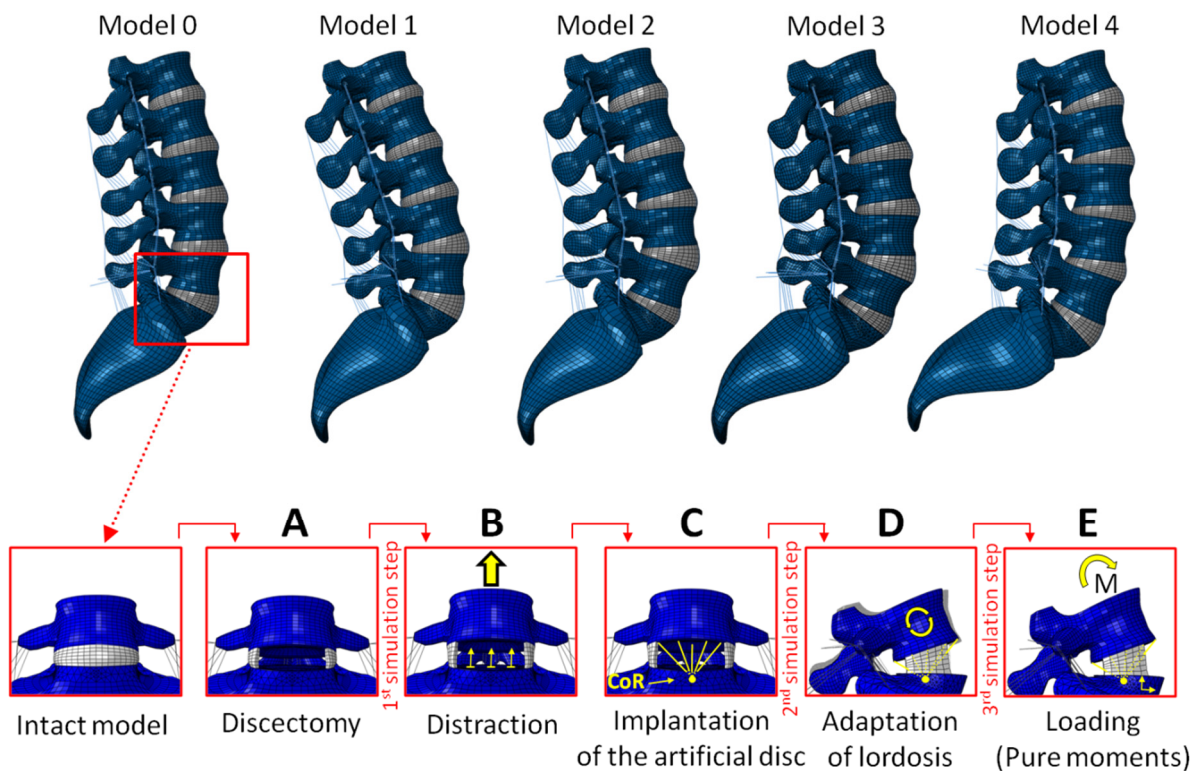 Model 0
Model 1
Model 2
Model 3
Model 4
A
B
C
D
E
1st simulation step
2nd simulation step
3rd simulation step
CoR
M
Intact model
Discectomy
Distraction
Implantation
of the artificial disc
Adaptation
of lordosis
Loading
(Pure moments)